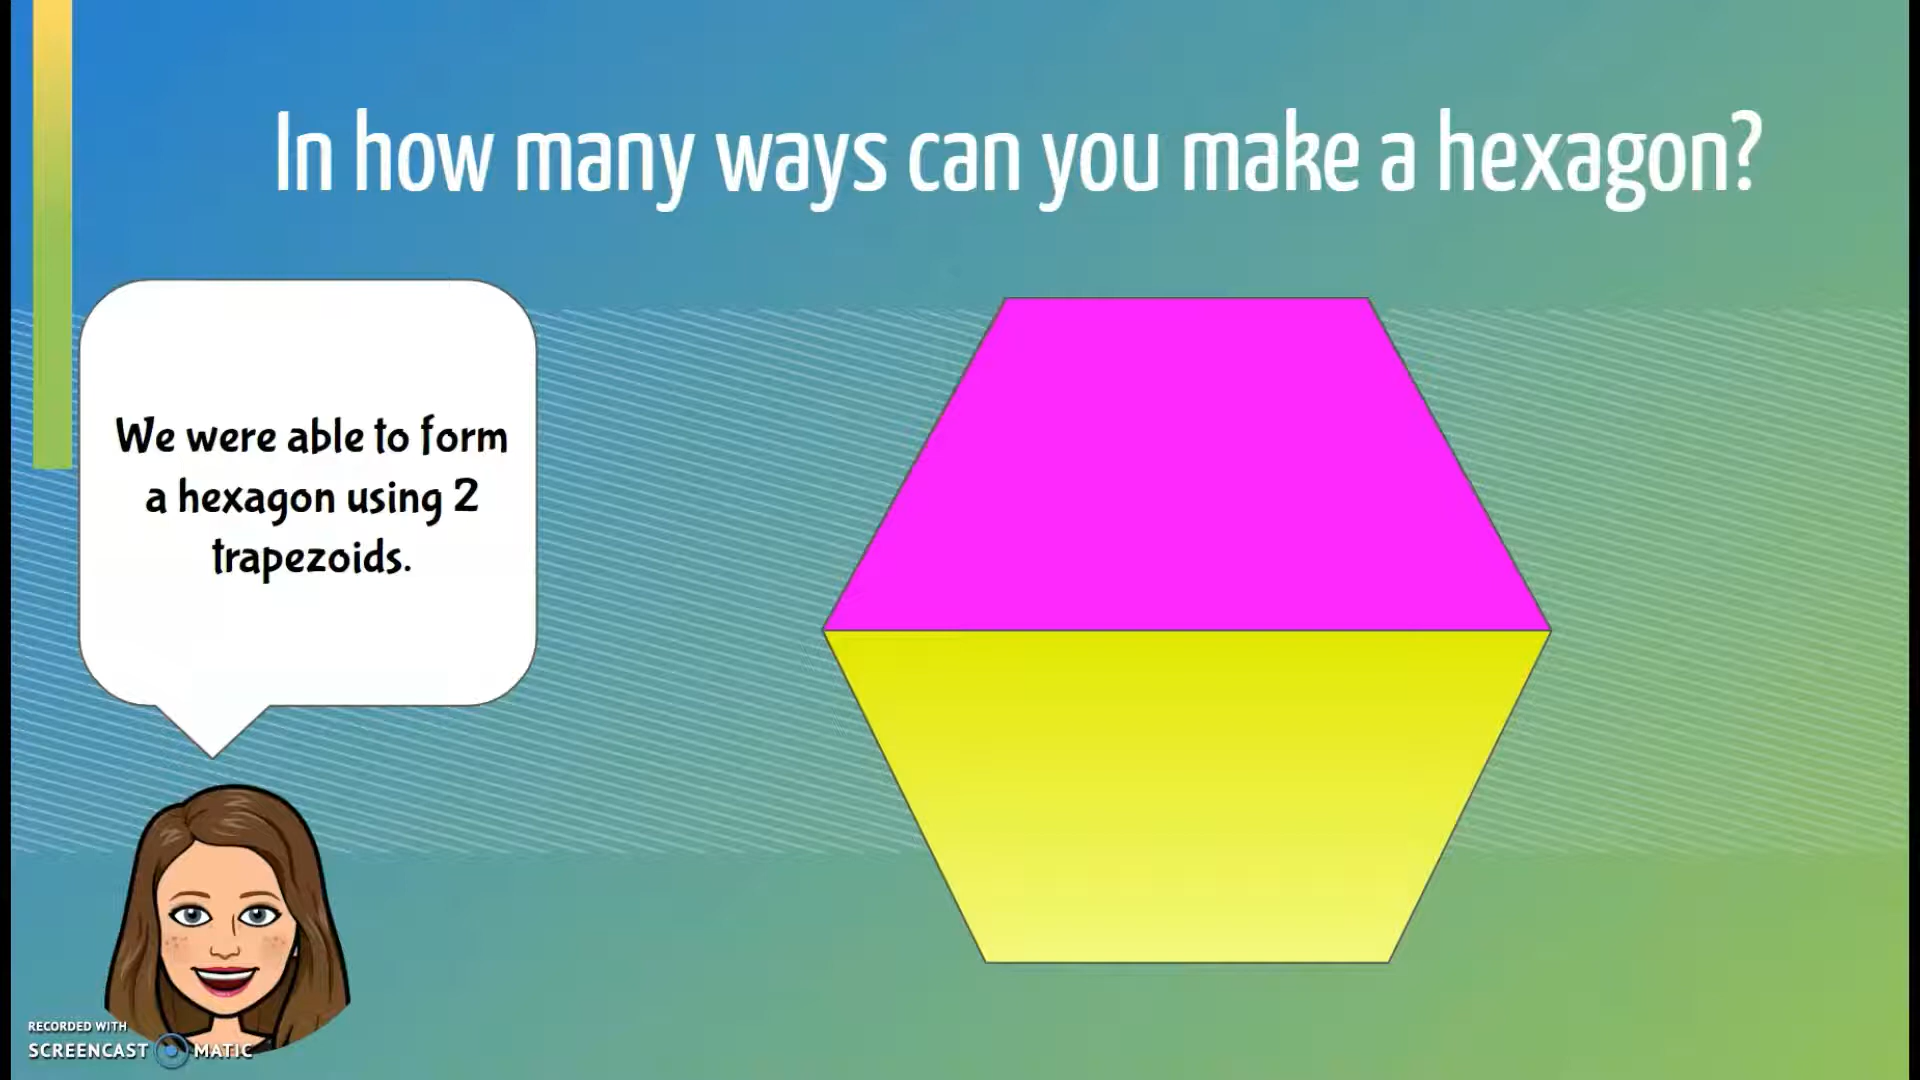 In how many ways can you make a hexagon?
We were able to form
a hexagon using 2
trapezoids.
RECORDED WITH
SCREENCAST MATIC